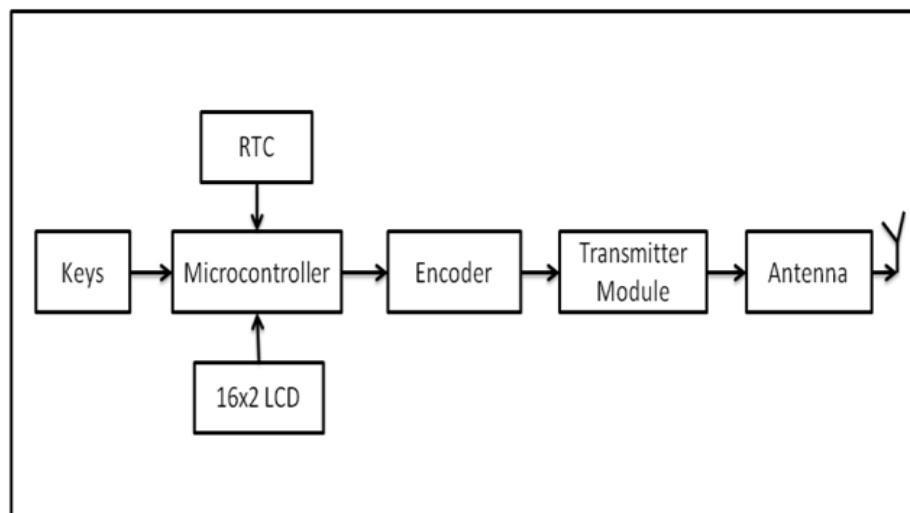 RTC
Keys
Microcontroller
Encoder
Transmitter
Module
Antenna
16x2 LCD